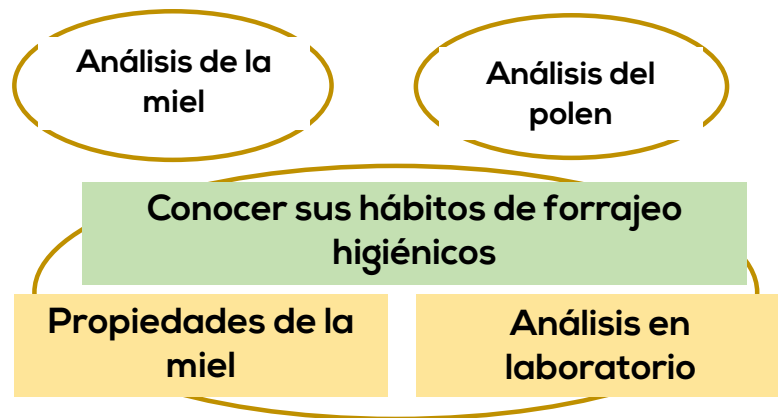 Análisis de la
miel
Análisis del
polen
Conocer sus hábitos de forrajeo
higiénicos
Propiedades de la
miel
Análisis en
laboratorio